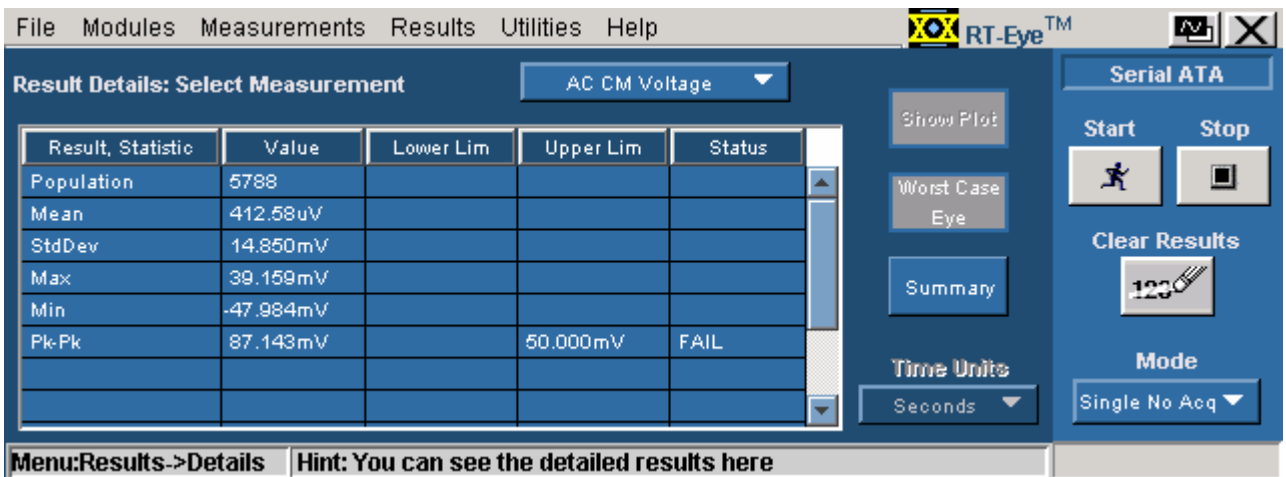 File Modules Measurements Results Utilities Help RT-Eye™
Result Details: Select Measurement AC CM Voltage
Serial ATA
Show Plot
Start Stop
Result, Statistic Value Lower Lim Upper Lim Status
Population 5788
Mean 412.58uV
StdDev 14.850mV
Max 39.159mV
Min -47.984mV
Pk-Pk 87.143mV 50.000mV FAIL
Worst Case
Eye
Summary
Time Units
Seconds
Clear Results
123
Mode
Single No Acq
Menu:Results->Details Hint: You can see the detailed results here